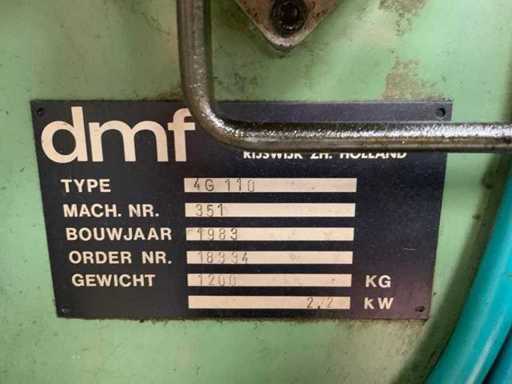 dmf
RIJSWIJK ZH. HOLLAND
TYPE 4G 110
MACH. NR. 351
BOUWJAAR 1983
ORDER NR. 18334
GEWICHT 1200 KG
2,2 kW